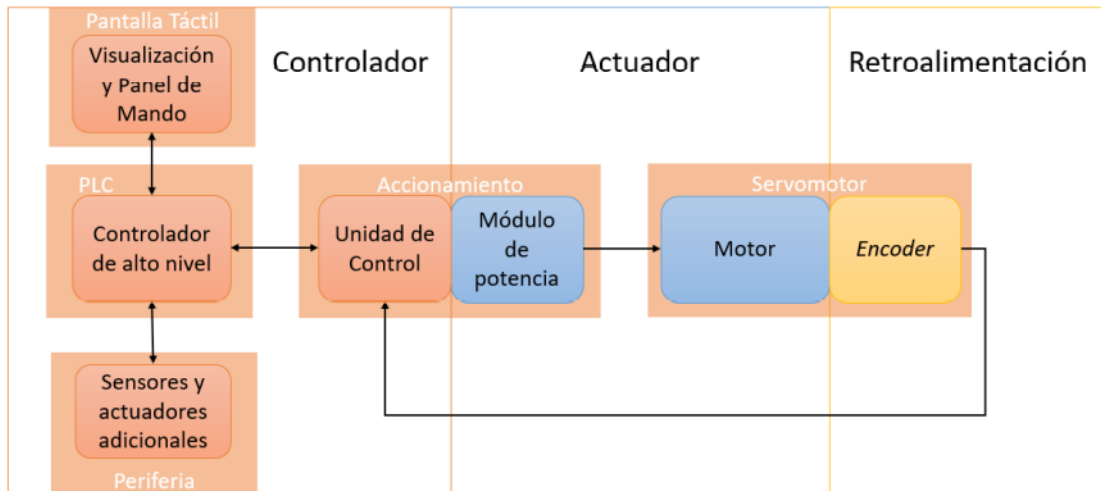 Pantalla Táctil
Visualización
y Panel de
Mando
Controlador
Actuador
Retroalimentación
PLC
Controlador
de alto nivel
Accionamiento
Unidad de
Control
Módulo
de
potencia
Servomotor
Motor
Encoder
Sensores y
actuadores
adicionales
Periferia